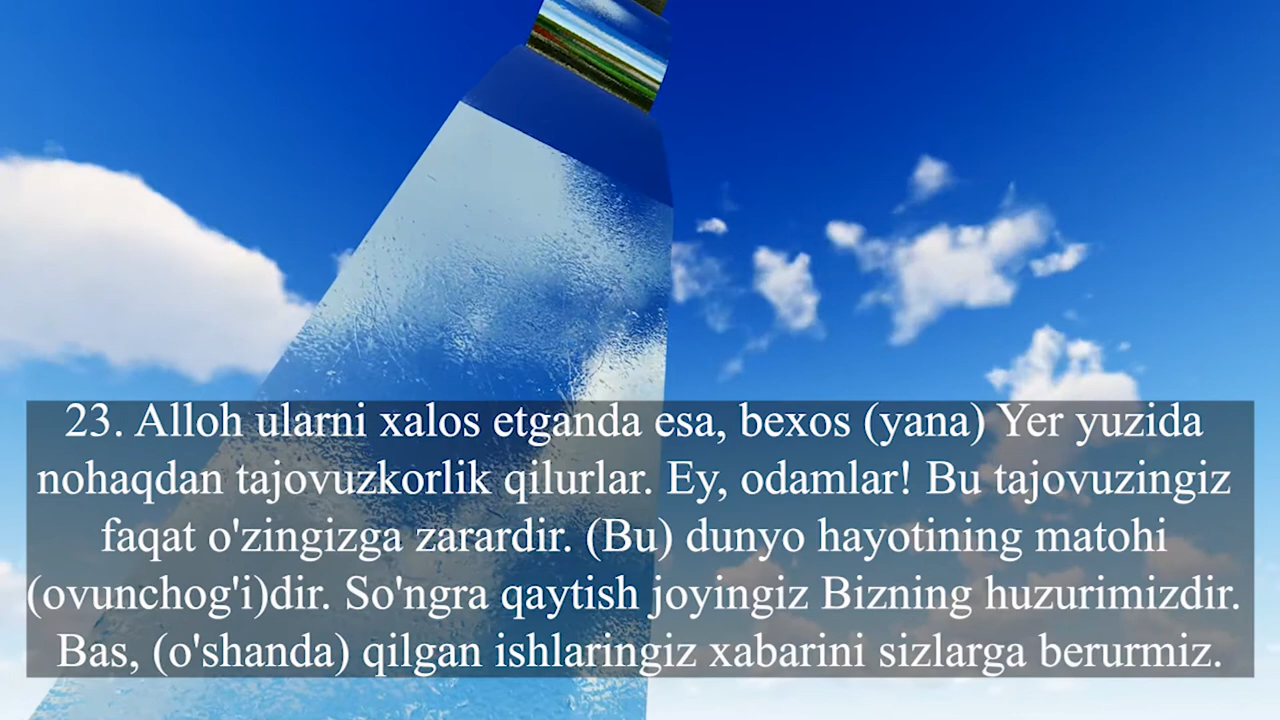 23. Alloh ularni xalos etganda esa, bexos (yana) Yer yuzida
nohaqdan tajovuzkorlik qilurlar. Ey, odamlar! Bu tajovuzingiz
faqat o'zingizga zarardir. (Bu) dunyo hayotining matohi
(ovunchog'i)dir. So'ngra qaytish joyingiz Bizning huzurimizdir.
Bas, (o'shanda) qilgan ishlaringiz xabarini sizlarga berurmiz.